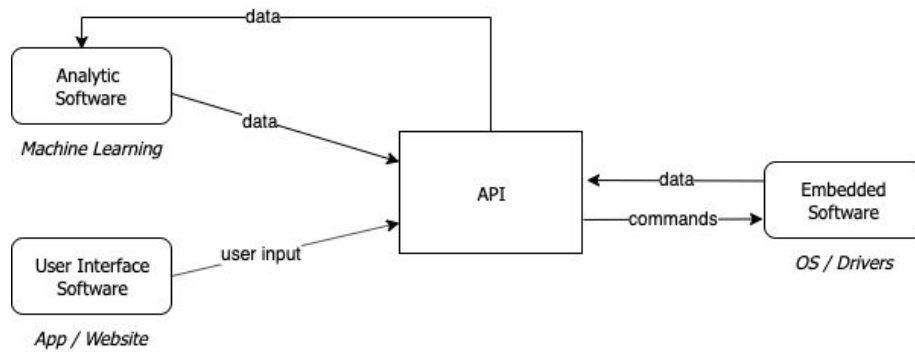 data
Analytic
Software
Machine Learning
data
API
data
commands
Embedded
Software
OS / Drivers
user input
User Interface
Software
App / Website